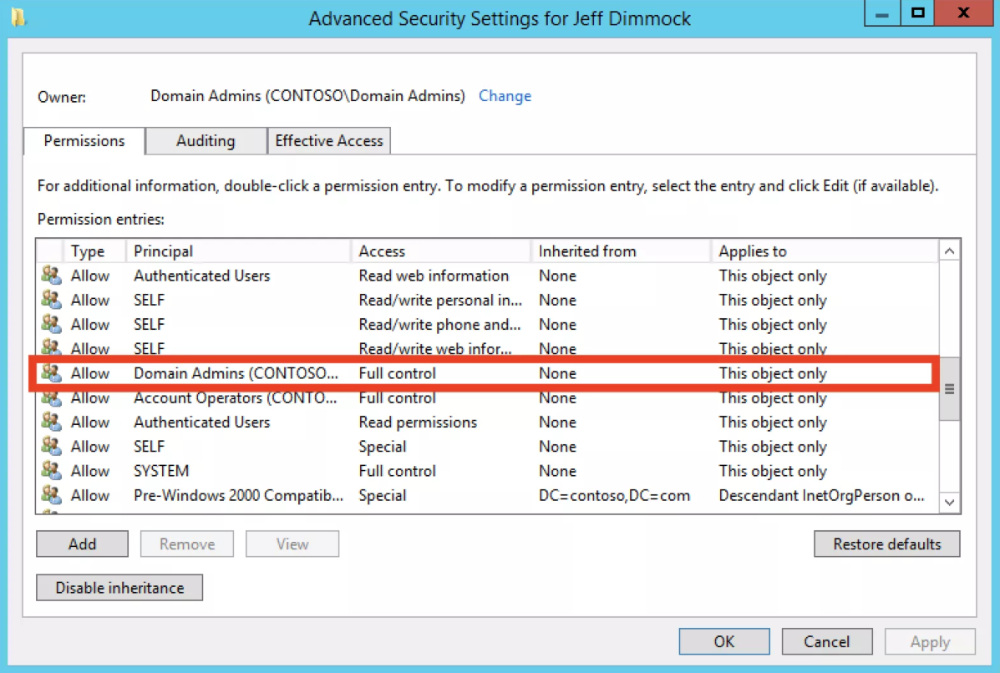 Advanced Security Settings for Jeff Dimmock
Owner: Domain Admins (CONTOSO\Domain Admins) Change
Permissions Auditing Effective Access
For additional information, double-click a permission entry. To modify a permission entry, select the entry and click Edit (if available).
Permission entries:
Type Principal Access Inherited from Applies to
Allow Authenticated Users Read web information None This object only
Allow SELF Read/write personal in... None This object only
Allow SELF Read/write phone and... None This object only
Allow SELF Read/write web infor... None This object only
Allow Domain Admins (CONTOSO... Full control None This object only
Allow Account Operators (CONTO... Full control None This object only
Allow Authenticated Users Read permissions None This object only
Allow SELF Special None This object only
Allow SYSTEM Full control None This object only
Allow Pre-Windows 2000 Compatib... Special DC=contoso,DC=com Descendant InetOrgPerson o...
Add Remove View Restore defaults
Disable inheritance
OK Cancel Apply